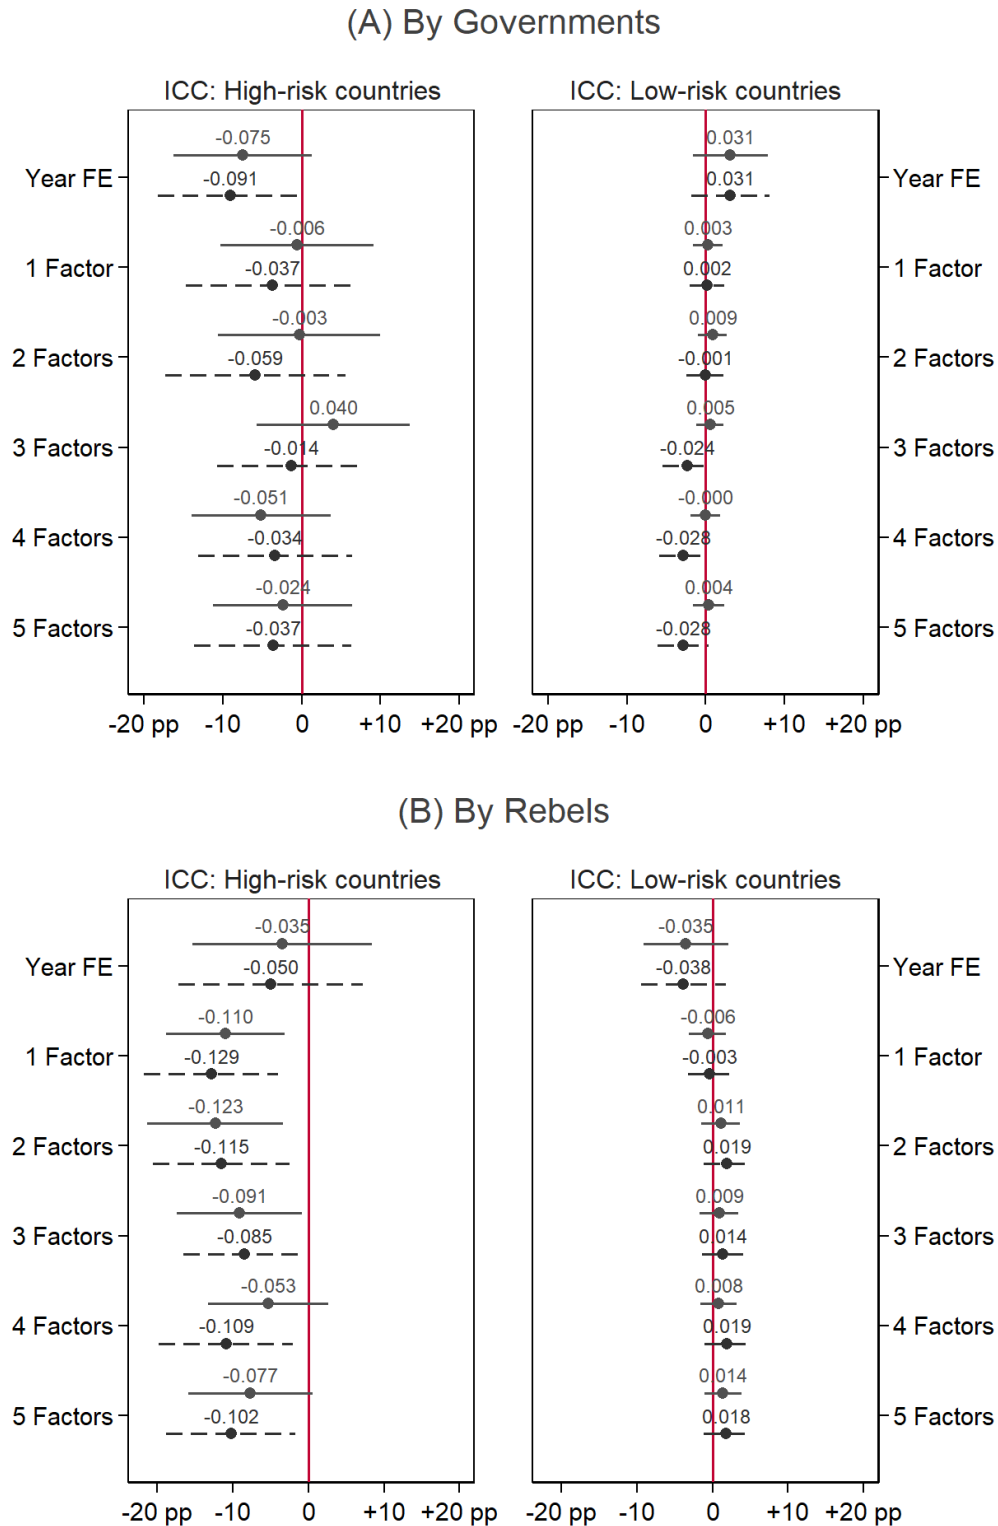 (A) By Governments
ICC: High-risk countries
ICC: Low-risk countries
-0.075
0.031
Year FE
-0.091
0.031
Year FE
-0.006
0.003
1 Factor
-0.037
0.002
1 Factor
-0.003
0.009
2 Factors
-0.059
-0.001
2 Factors
0.040
0.005
3 Factors
-0.014
-0.024
3 Factors
-0.051
-0.000
4 Factors
-0.034
-0.028
4 Factors
-0.024
0.004
5 Factors
-0.037
-0.028
5 Factors
-20 pp -10 0 +10 +20 pp
-20 pp -10 0 +10 +20 pp
(B) By Rebels
ICC: High-risk countries
ICC: Low-risk countries
-0.035
-0.035
Year FE
-0.050
-0.038
Year FE
-0.110
-0.006
1 Factor
-0.129
-0.003
1 Factor
-0.123
0.011
2 Factors
-0.115
0.019
2 Factors
-0.091
0.009
3 Factors
-0.085
0.014
3 Factors
-0.053
0.008
4 Factors
-0.109
0.019
4 Factors
-0.077
0.014
5 Factors
-0.102
0.018
5 Factors
-20 pp -10 0 +10 +20 pp
-20 pp -10 0 +10 +20 pp